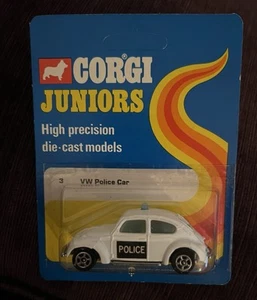 CORGI
JUNIORS
High precision
die-cast models
3 VW Police Car
POLICE